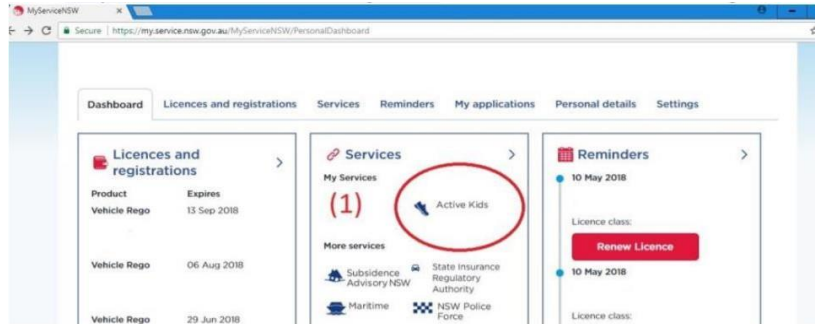 MyServiceNSW
Secure | https://my.service.nsw.gov.au/MyServiceNSW/PersonalDashboard
Dashboard Licences and registrations Services Reminders My applications Personal details Settings
Licences and
registrations
Product Expires
Vehicle Rego 13 Sep 2018
Vehicle Rego 06 Aug 2018
Vehicle Rego 29 Jun 2018
Services
My Services
(1)
Active Kids
More services
Subsidence
Advisory NSW
State Insurance
Regulatory
Authority
Maritime
NSW Police
Force
Reminders
10 May 2018
Licence class:
Renew Licence
10 May 2018
Licence class: